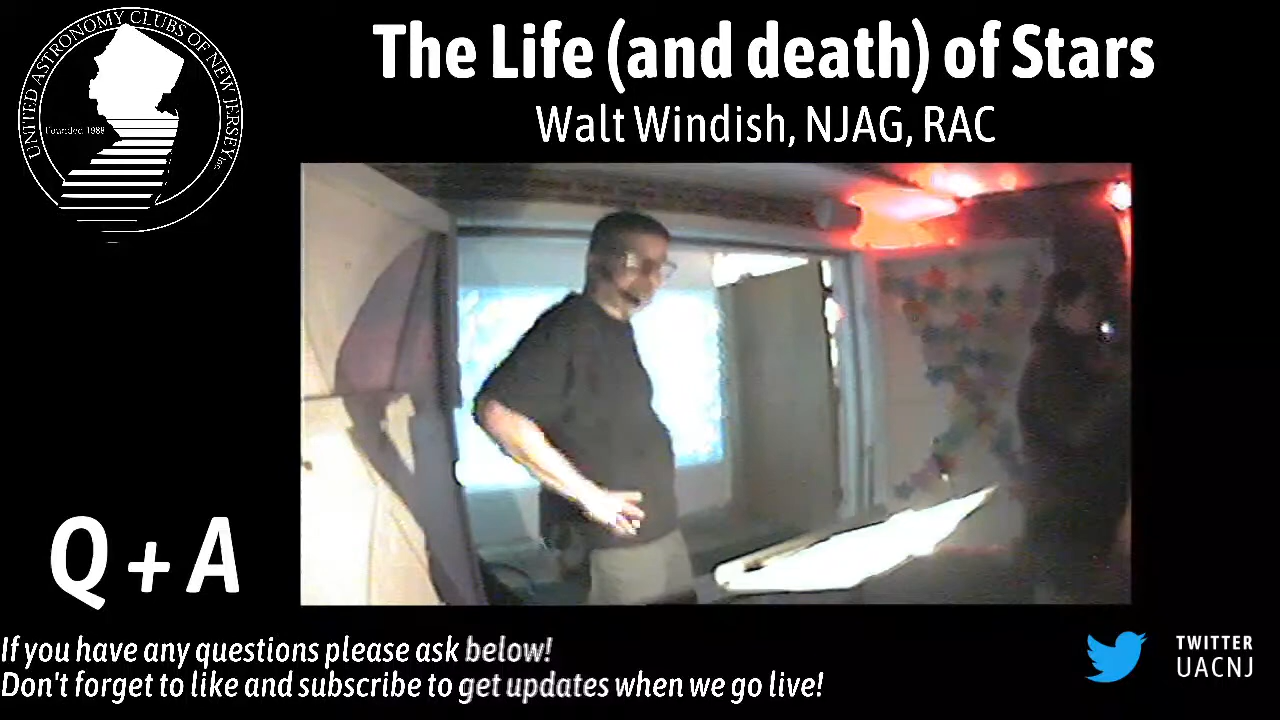 The Life (and death) of Stars
Walt Windish, NJAG, RAC
UNITED ASTRONOMY CLUBS OF NEW JERSEY, Inc.
Founded 1988
Q + A
If you have any questions please ask below!
Don't forget to like and subscribe to get updates when we go live!
TWITTER
UACNJ